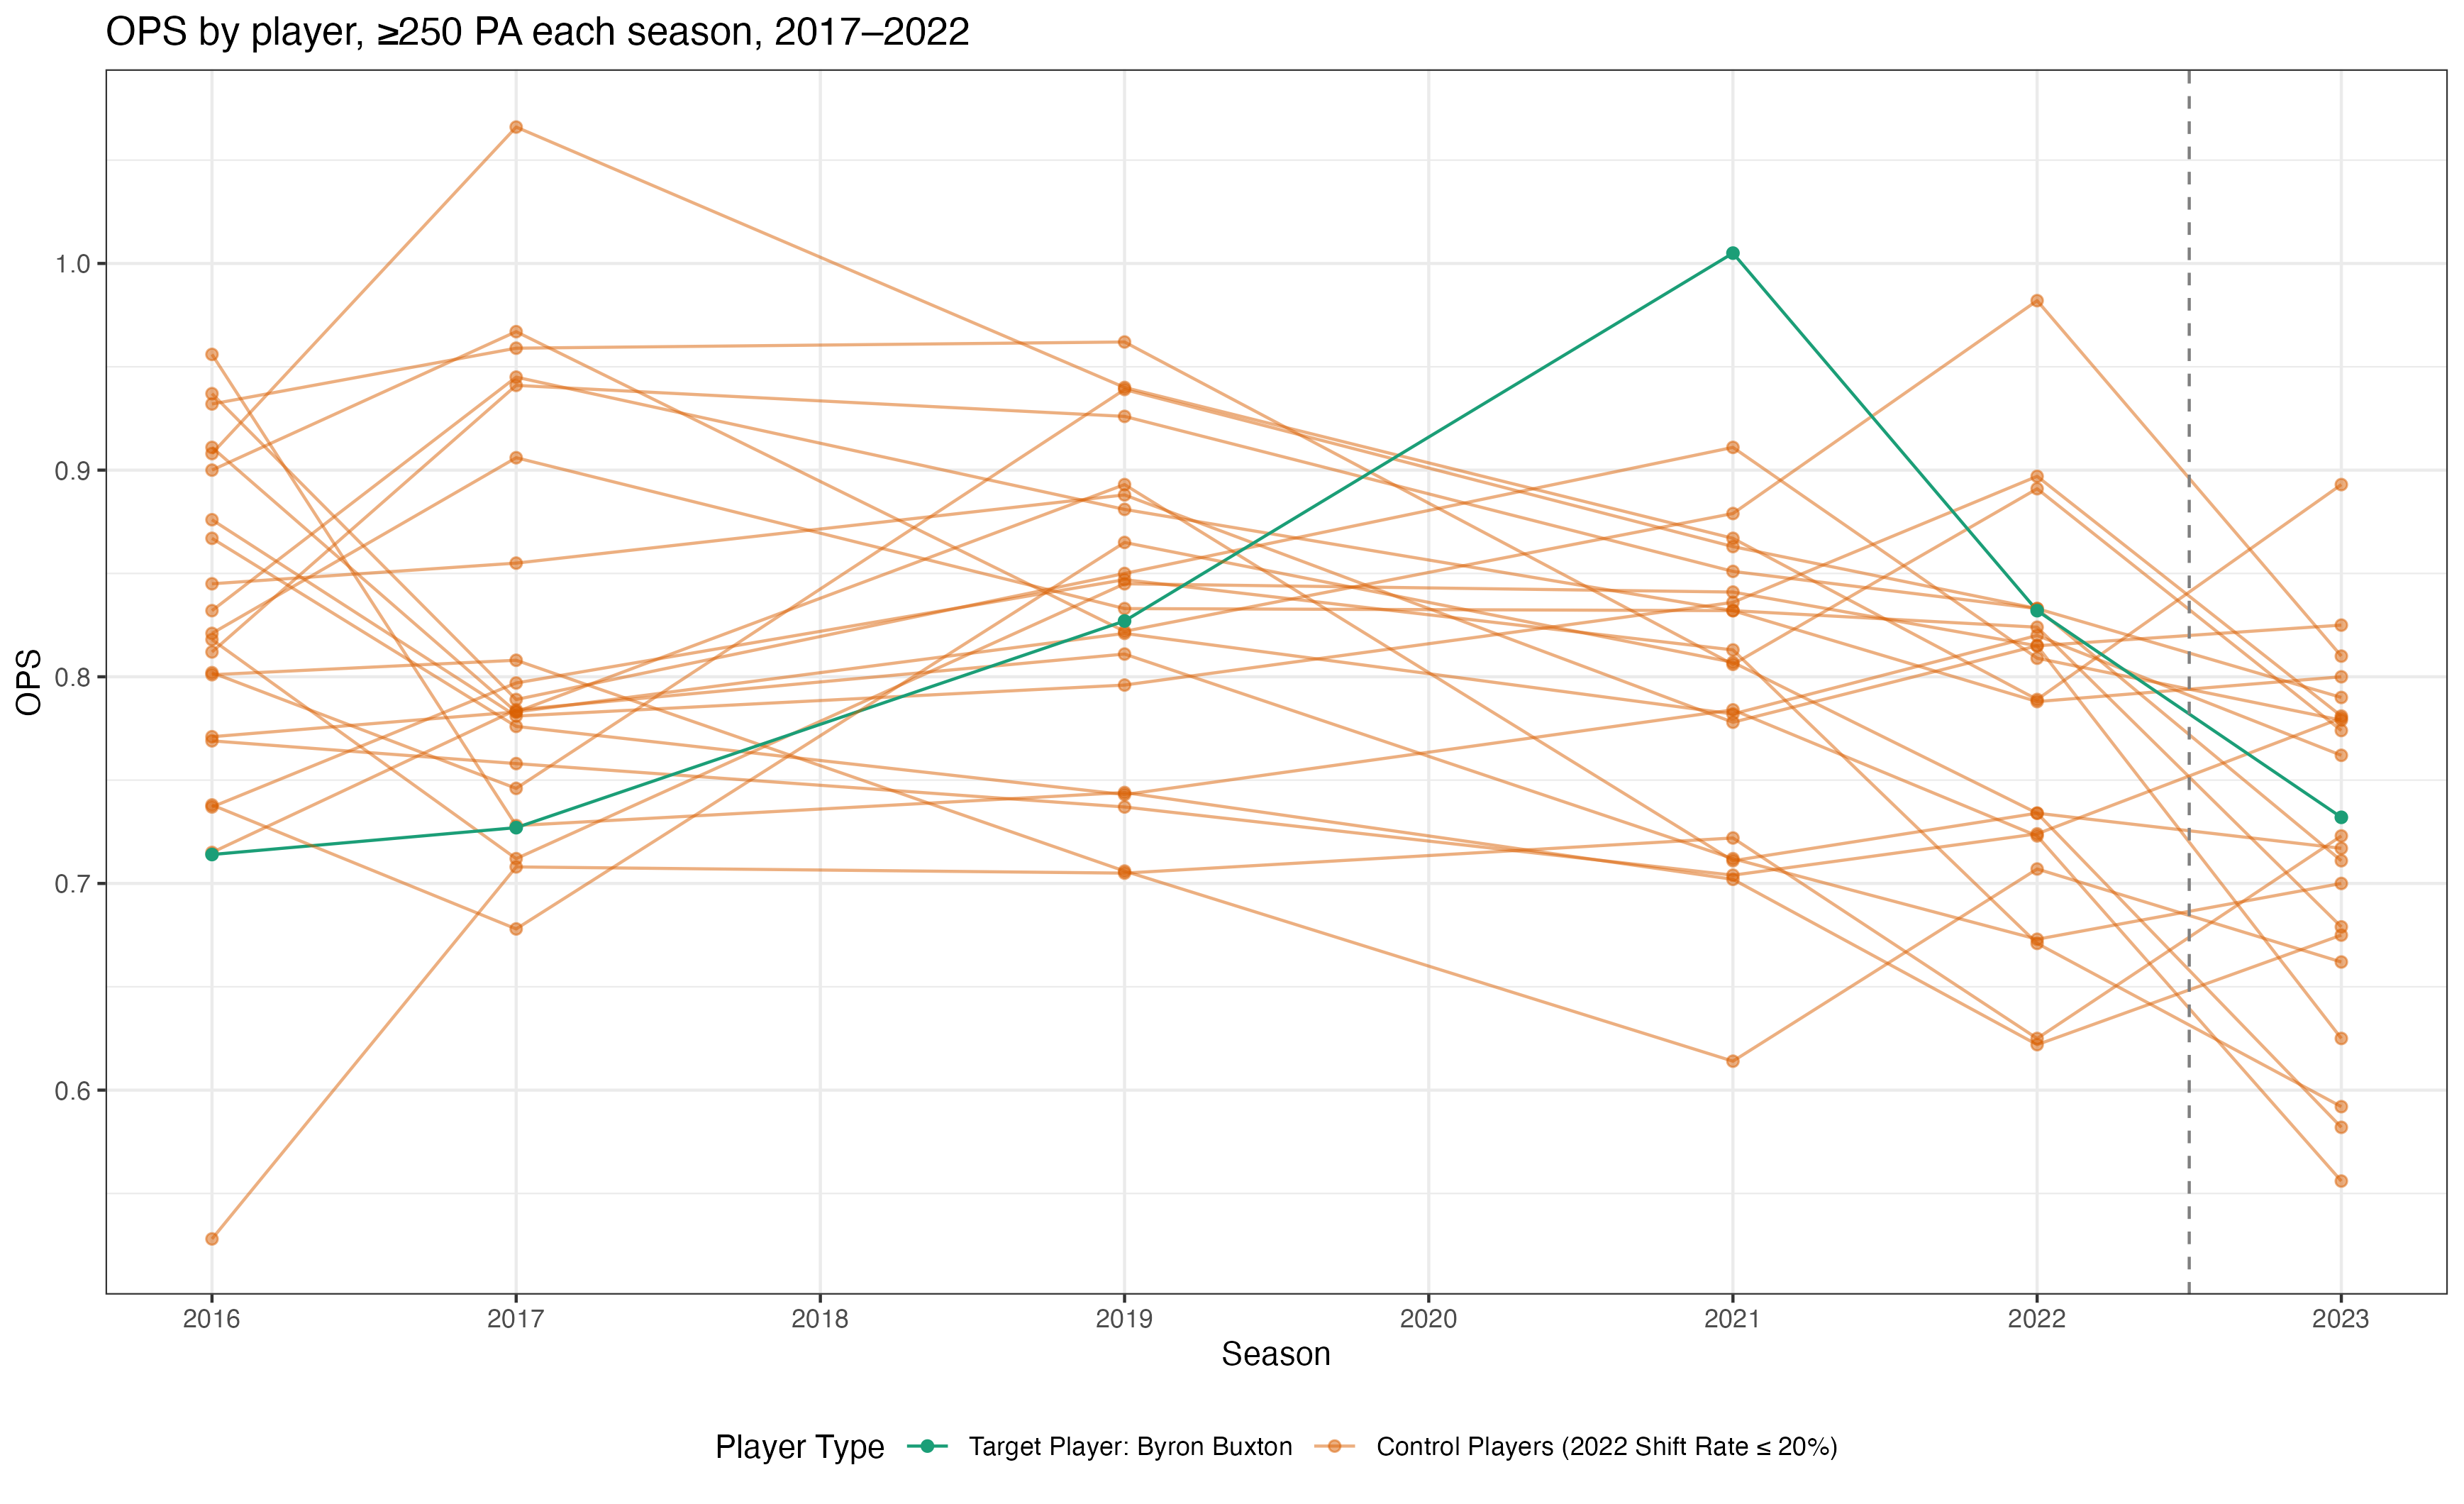 OPS by player, ≥250 PA each season, 2017–2022
OPS
1.0
0.9
0.8
0.7
0.6
2016 2017 2018 2019 2020 2021 2022 2023
Season
Player Type Target Player: Byron Buxton Control Players (2022 Shift Rate ≤ 20%)